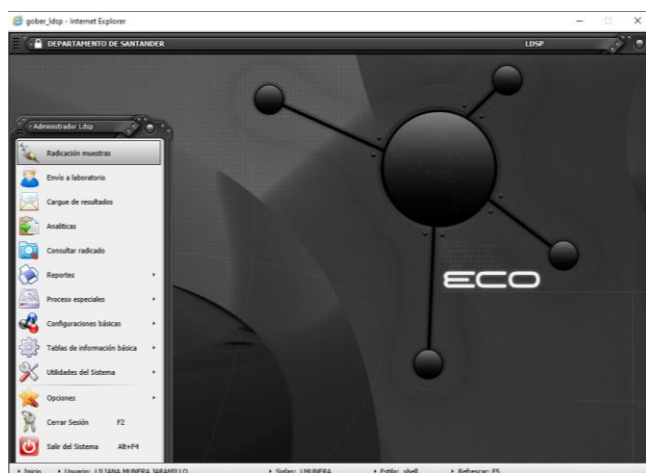 gober_ldsp - Internet Explorer
DEPARTAMENTO DE SANTANDER
LDSP
Administrador Ldsp
Radicación muestras
Envío a laboratorio
Cargue de resultados
Analíticas
Consultar radicado
Reportes
Proceso especiales
Configuraciones básicas
Tablas de información básica
Utilidades del Sistema
Opciones
Cerrar Sesión F2
Salir del Sistema Alt+F4
ECO
Inicio Usuario: LILIANA MUNERA JARAMILLO Siglas: LMUNERA Estilo: shell Refrescar: F5